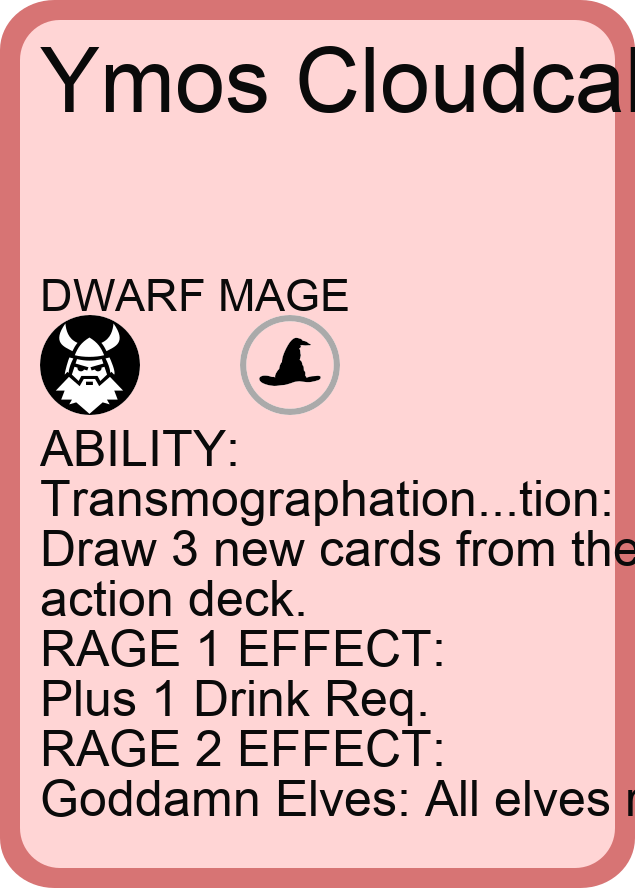 Ymos Cloudcal
DWARF MAGE
ABILITY:
Transmographation...tion:
Draw 3 new cards from the
action deck.
RAGE 1 EFFECT:
Plus 1 Drink Req.
RAGE 2 EFFECT:
Goddamn Elves: All elves